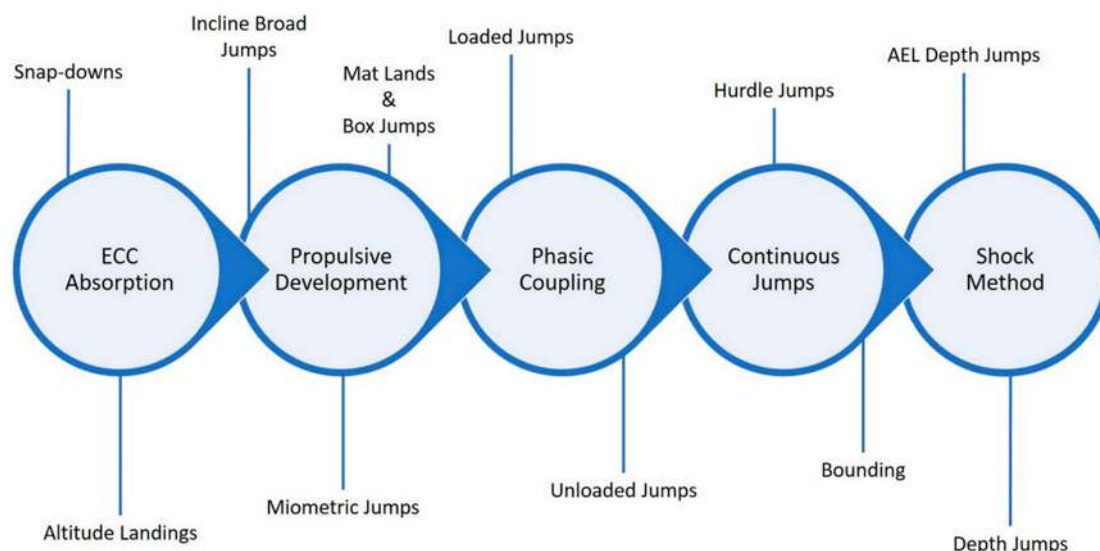 Snap-downs
Incline Broad
Jumps
Mat Lands
&
Box Jumps
Loaded Jumps
Hurdle Jumps
AEL Depth Jumps
ECC
Absorption
Propulsive
Development
Phasic
Coupling
Continuous
Jumps
Shock
Method
Altitude Landings
Miometric Jumps
Unloaded Jumps
Bounding
Depth Jumps